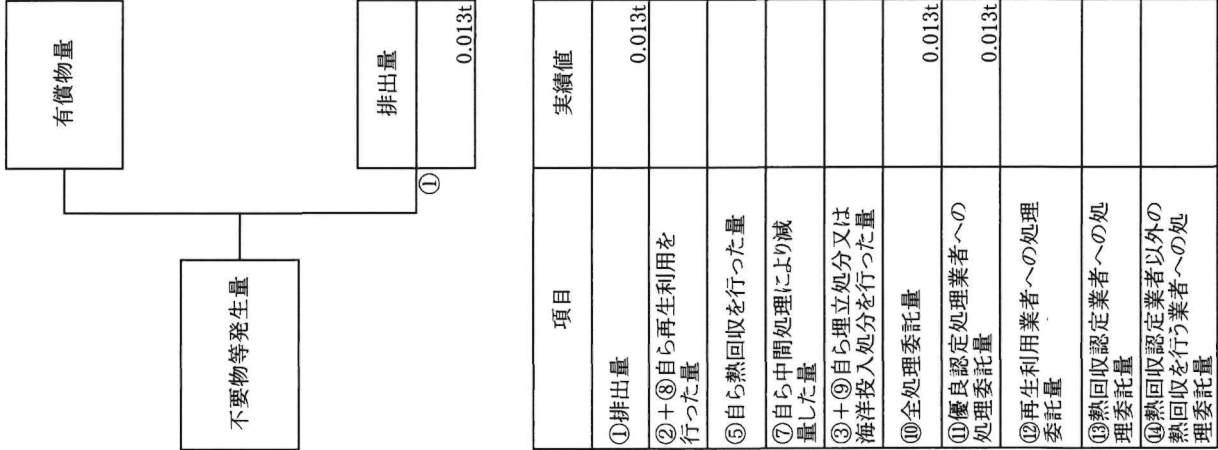 有償物量
不要物等発生量
排出量
①
0.013t
項目
実績値
①排出量
0.013t
②+⑧自ら再生利用を
行った量
⑤自ら熱回収を行った量
⑦自ら中間処理により減
量した量
③+⑨自ら埋立処分又は
海洋投入処分を行った量
⑩全処理委託量
0.013t
⑪優良認定処理業者への
処理委託量
0.013t
⑫再生利用業者への処理
委託量
⑬熱回収認定業者への処
理委託量
⑭熱回収認定業者以外の
熱回収を行う業者への処
理委託量